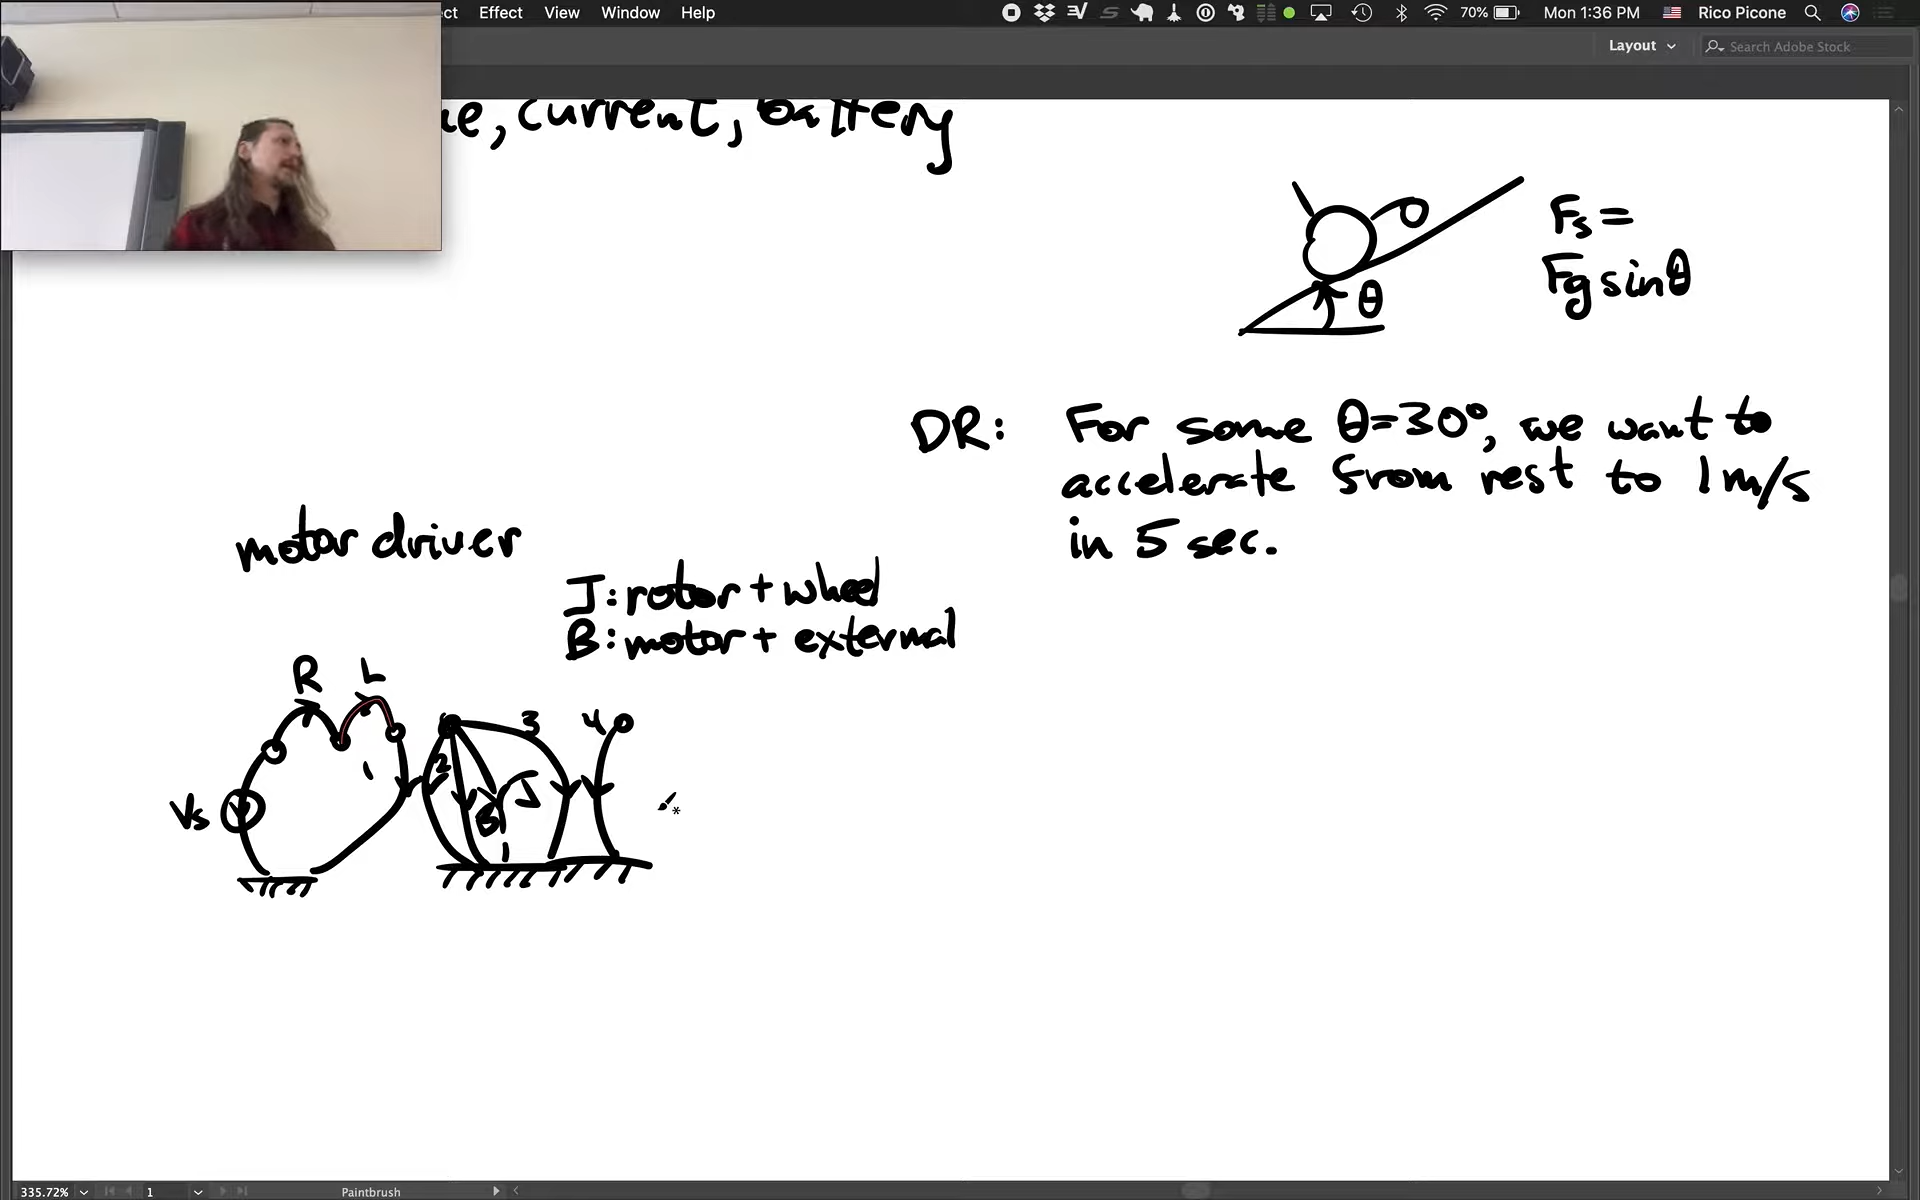 ct Effect View Window Help 70% Mon 1:36 PM Rico Picone
Layout Search Adobe Stock
e, current, battery
Fs =
Fg sinθ
θ
DR: For some θ=30°, we want to
accelerate from rest to 1 m/s
in 5 sec.
motor driver
J: rotor + wheel
B: motor + external
R L
3 4
2
1 J
Vs B
1
335.72% 1 Paintbrush